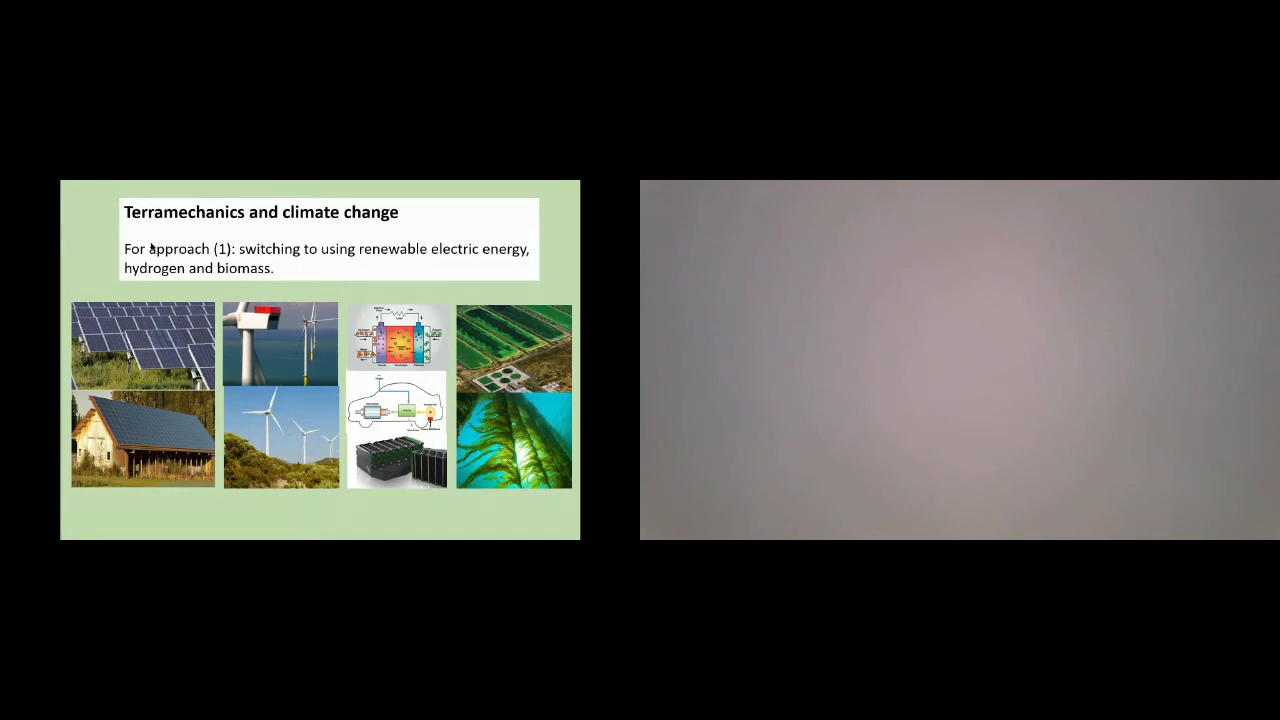 Terramechanics and climate change
For approach (1): switching to using renewable electric energy,
hydrogen and biomass.